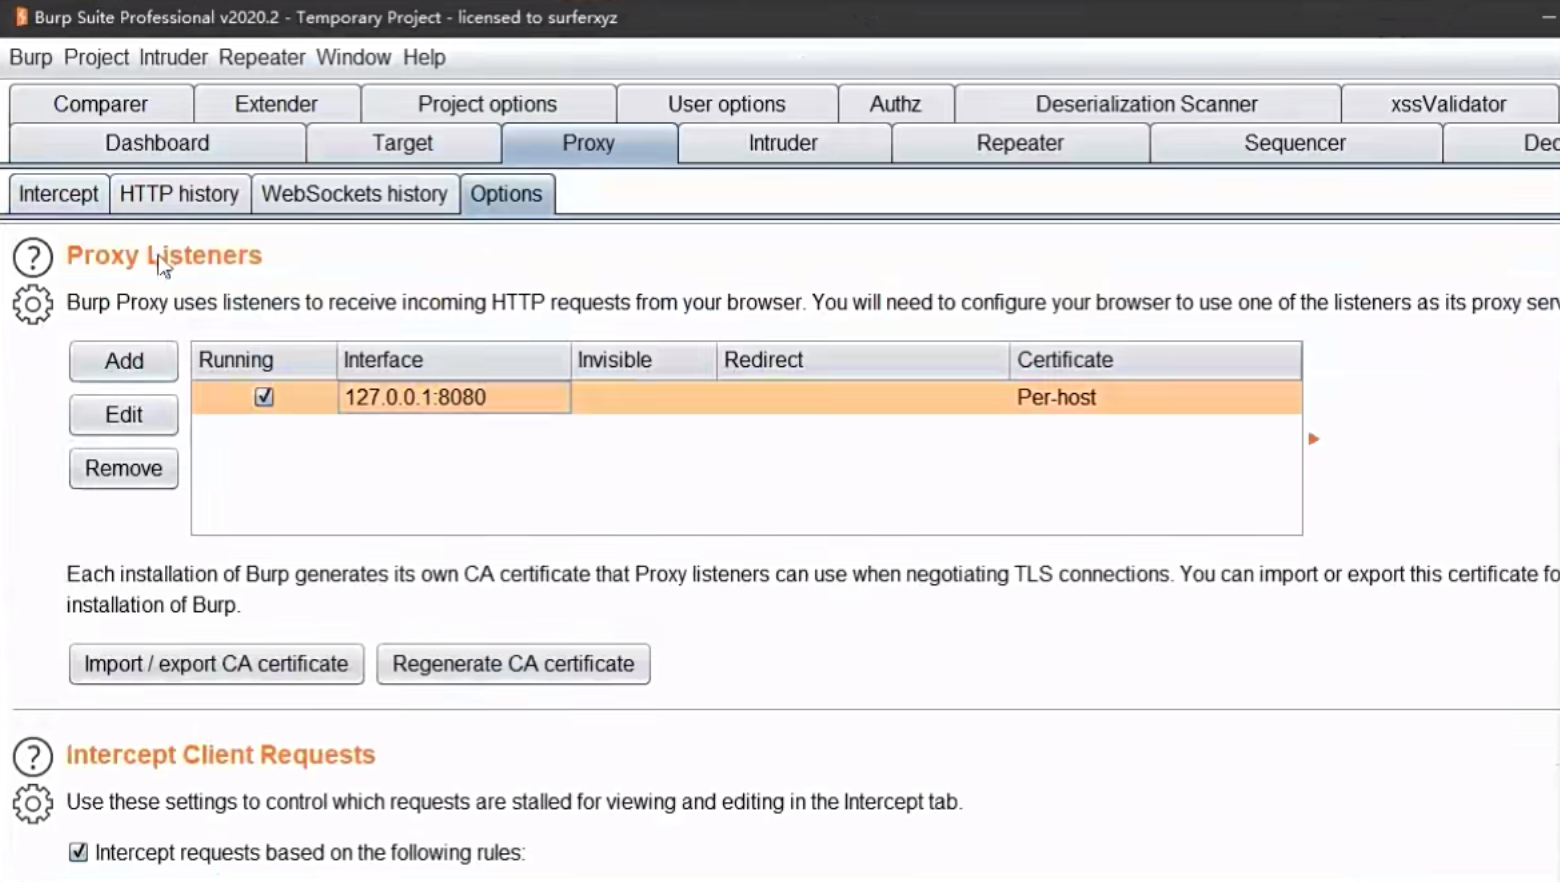 Burp Suite Professional v2020.2 - Temporary Project - licensed to surferxyz
Burp Project Intruder Repeater Window Help
Comparer Extender Project options User options Authz Deserialization Scanner xssValidator
Dashboard Target Proxy Intruder Repeater Sequencer
Intercept HTTP history WebSockets history Options
Proxy Listeners
Burp Proxy uses listeners to receive incoming HTTP requests from your browser. You will need to configure your browser to use one of the listeners as its proxy
Add Running Interface Invisible Redirect Certificate
127.0.0.1:8080 Per-host
Edit
Remove
Each installation of Burp generates its own CA certificate that Proxy listeners can use when negotiating TLS connections. You can import or export this certificate
installation of Burp.
Import / export CA certificate Regenerate CA certificate
Intercept Client Requests
Use these settings to control which requests are stalled for viewing and editing in the Intercept tab.
Intercept requests based on the following rules: